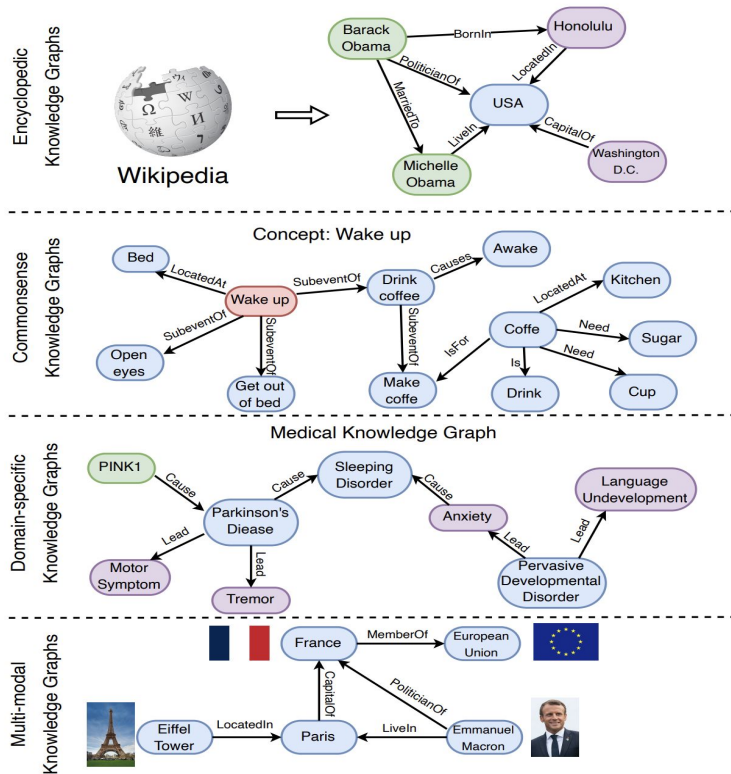 Encyclopedic
Knowledge Graphs
Ω
W
維
И
Wikipedia
Barack
Obama
BornIn
Honolulu
PoliticianOf
LocatedIn
MarriedTo
USA
LiveIn
CapitalOf
Michelle
Obama
Washington
D.C.
Commonsense
Knowledge Graphs
Concept: Wake up
Bed
LocatedAt
Wake up
SubeventOf
Drink
coffee
Causes
Awake
SubeventOf
Open
eyes
SubeventOf
Get out
of bed
SubeventOf
Make
coffe
IsFor
Coffe
LocatedAt
Kitchen
Need
Sugar
Need
Cup
Is
Drink
Domain-specific
Knowledge Graphs
Medical Knowledge Graph
PINK1
Cause
Parkinson's
Diease
Cause
Sleeping
Disorder
Cause
Anxiety
Language
Undevelopment
Lead
Motor
Symptom
Lead
Tremor
Lead
Lead
Pervasive
Developmental
Disorder
Multi-modal
Knowledge Graphs
France
MemberOf
European
Union
CapitalOf
PoliticianOf
Eiffel
Tower
LocatedIn
Paris
LiveIn
Emmanuel
Macron